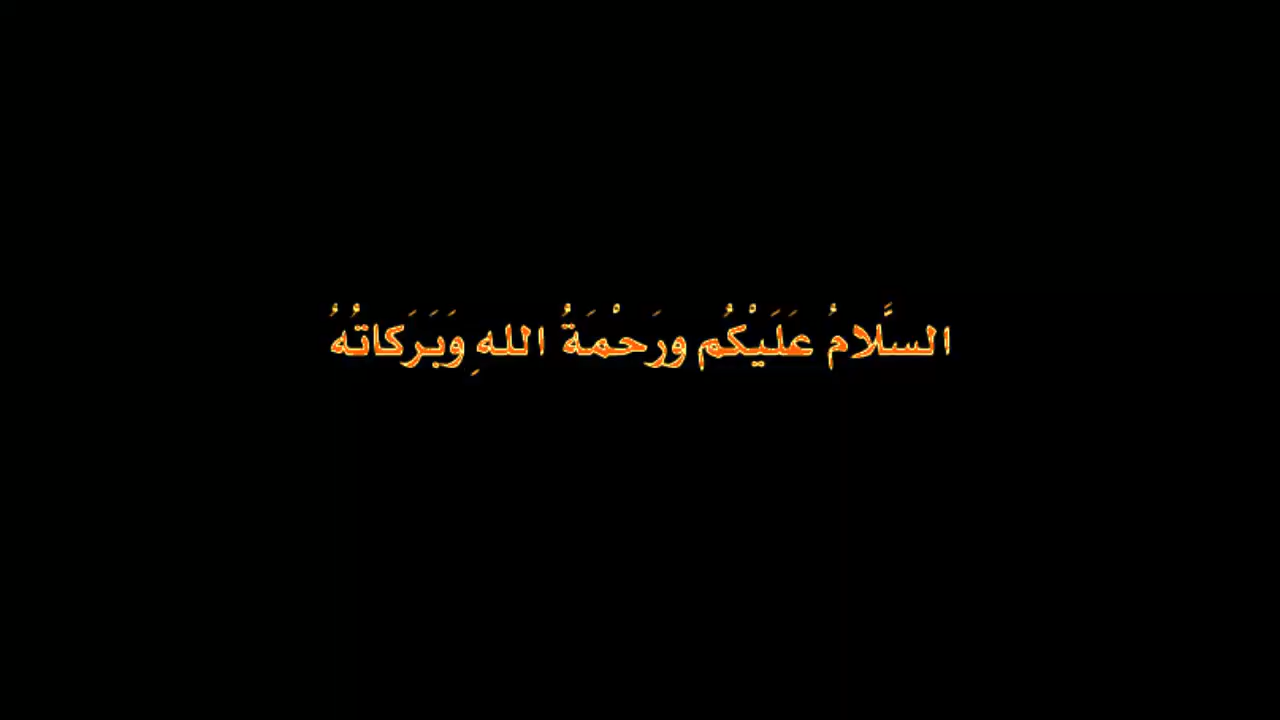 السَّلامُ عَلَيْكُم ورَحْمَةُ اللهِ وَبَرَكاتُهُ